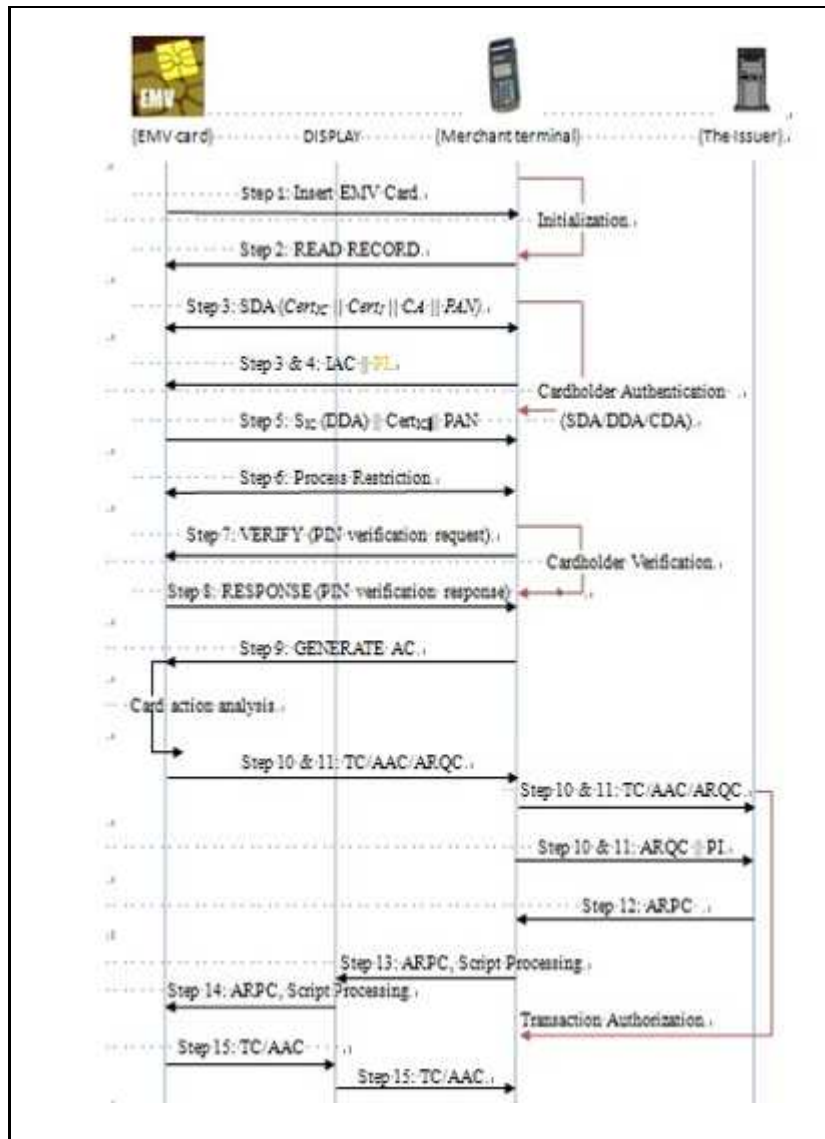 EMV
(EMV card) DISPLAY (Merchant terminal) (The Issuer)
Step 1: Insert EMV Card
Initialization
Step 2: READ RECORD
Step 3: SDA (Cert_IC || Cert_I || CA || PAN)
Step 3 & 4: IAC || PI
Cardholder Authentication
(SDA/DDA/CDA)
Step 5: S_IC (DDA) || Cert_IC || PAN
Step 6: Process Restriction
Step 7: VERIFY (PIN verification request)
Cardholder Verification
Step 8: RESPONSE (PIN verification response)
Step 9: GENERATE AC
Card action analysis
Step 10 & 11: TC/AAC/ARQC
Step 10 & 11: TC/AAC/ARQC
Step 10 & 11: ARQC || PI
Step 12: ARPC
Step 13: ARPC, Script Processing
Step 14: ARPC, Script Processing
Transaction Authorization
Step 15: TC/AAC
Step 15: TC/AAC